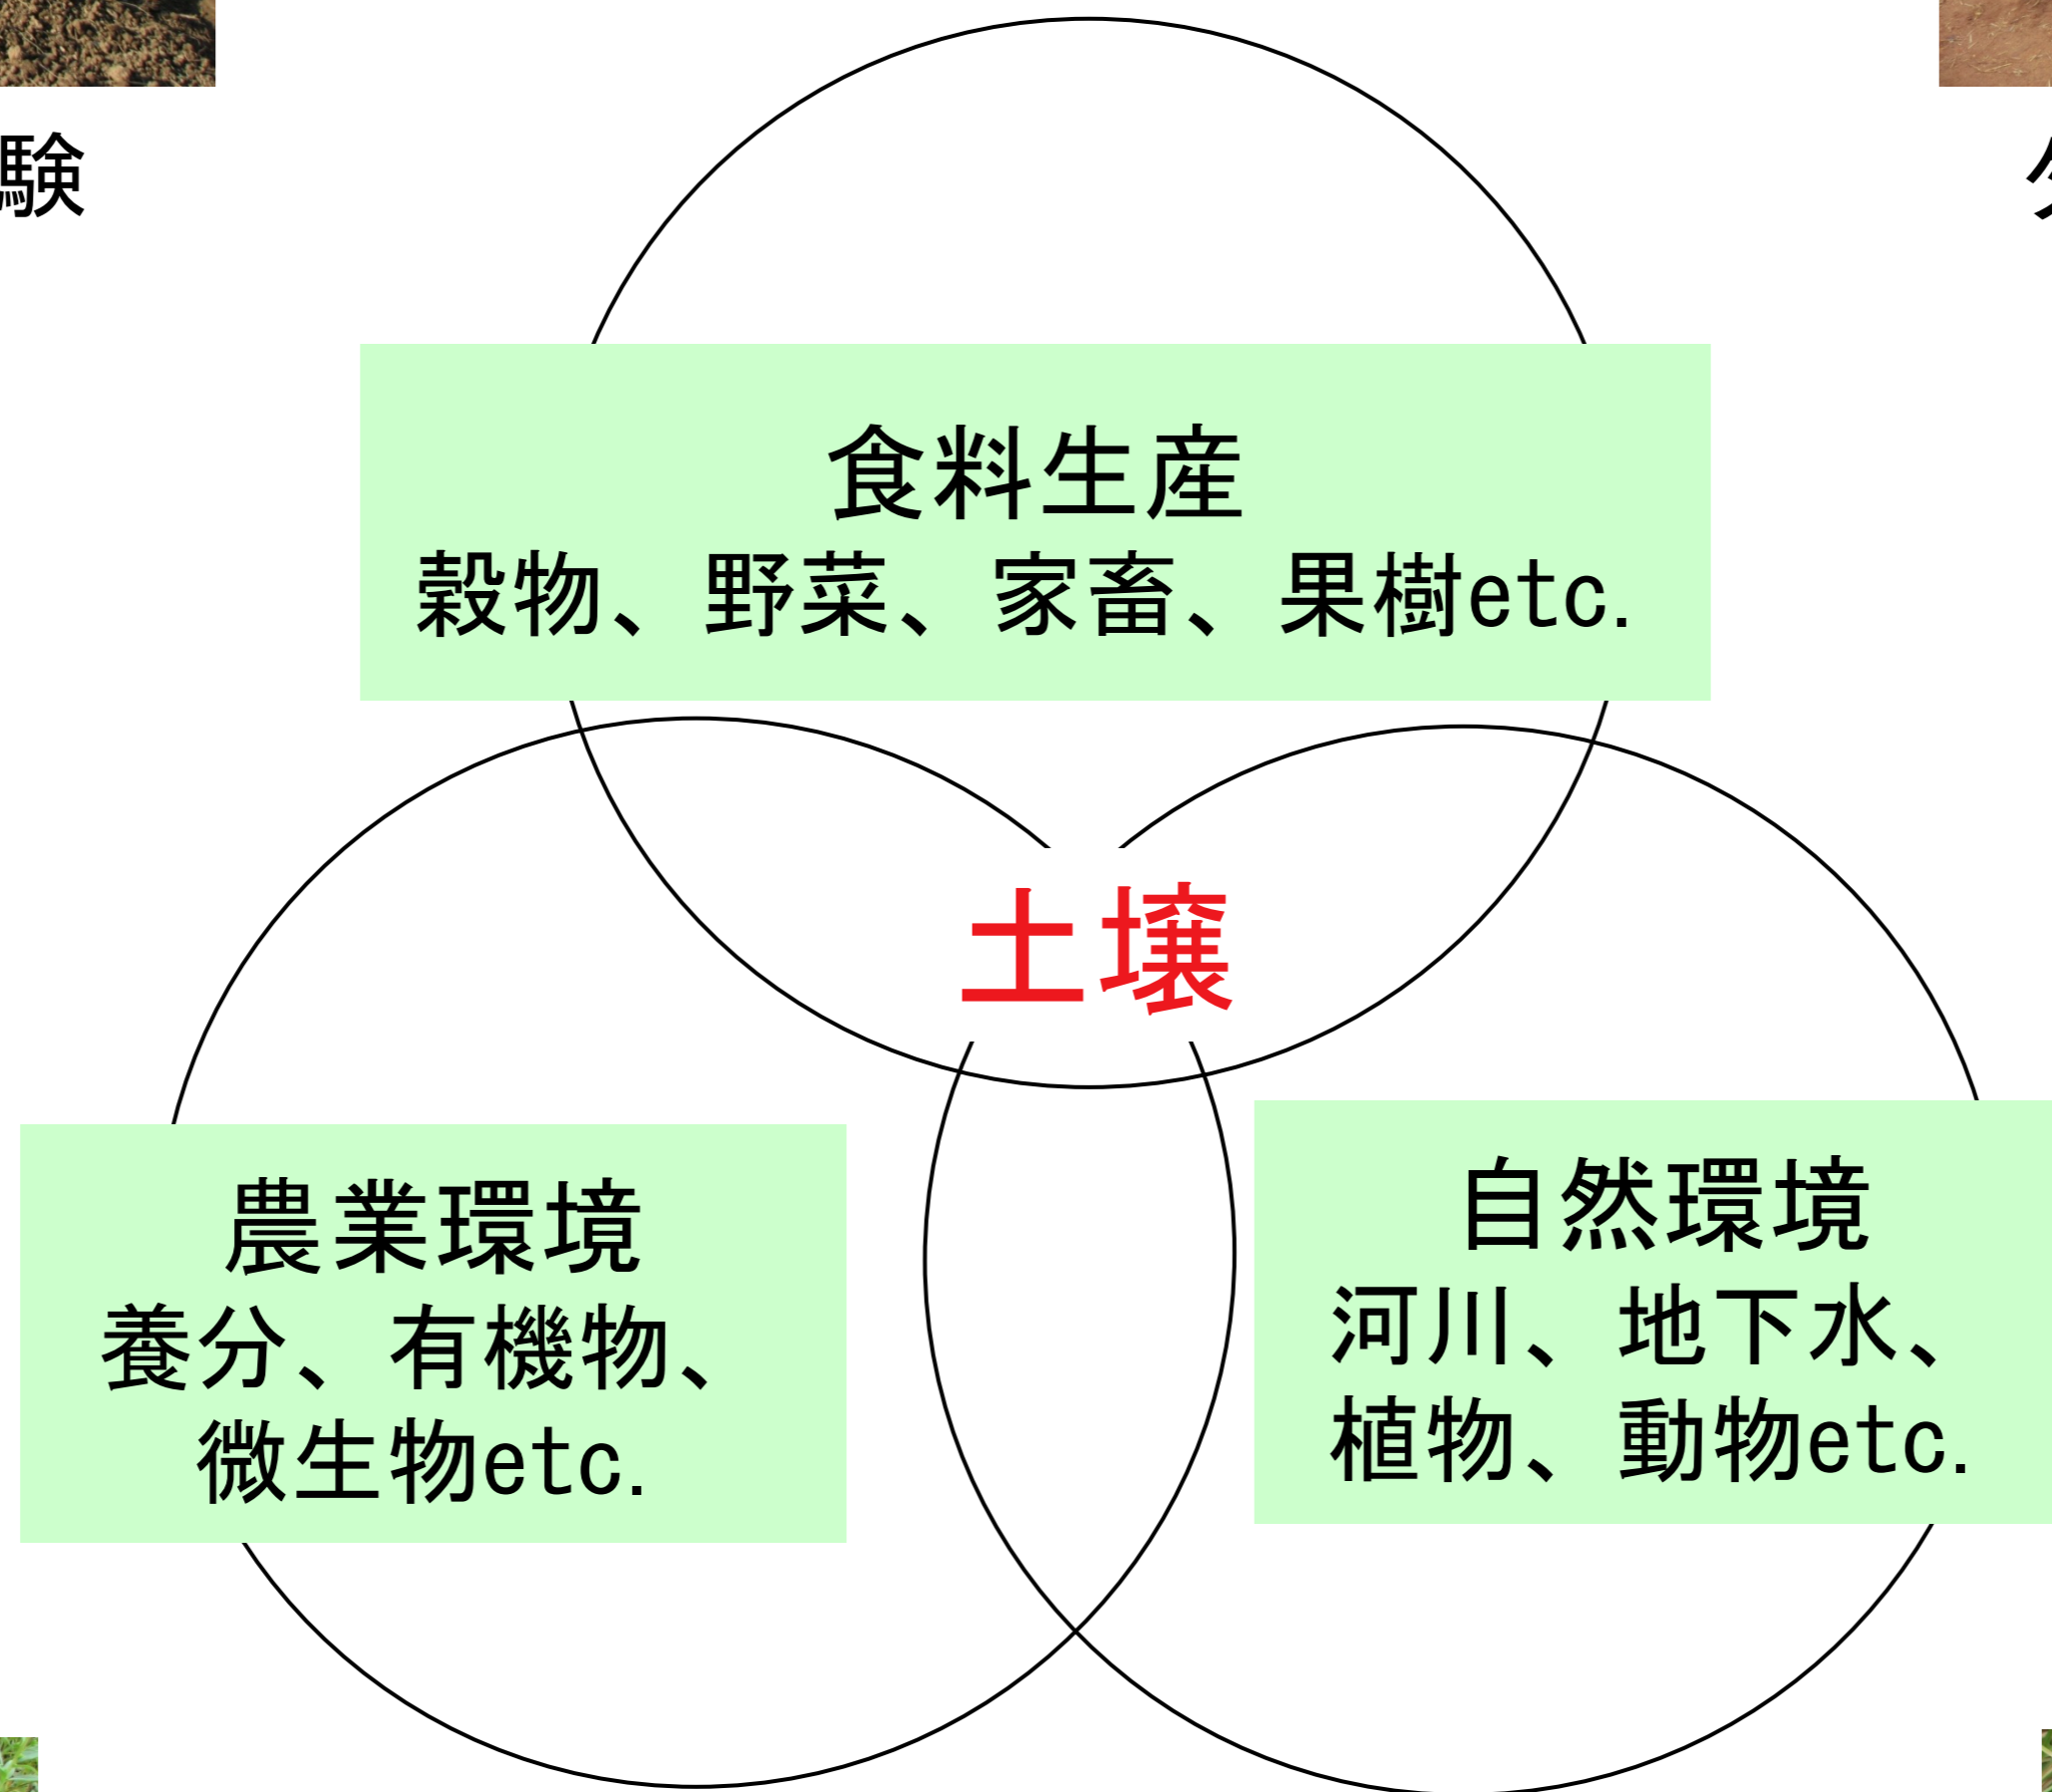 験
食料生産
穀物、野菜、家畜、果樹etc.
土壌
農業環境
養分、有機物、
微生物etc.
自然環境
河川、地下水、
植物、動物etc.